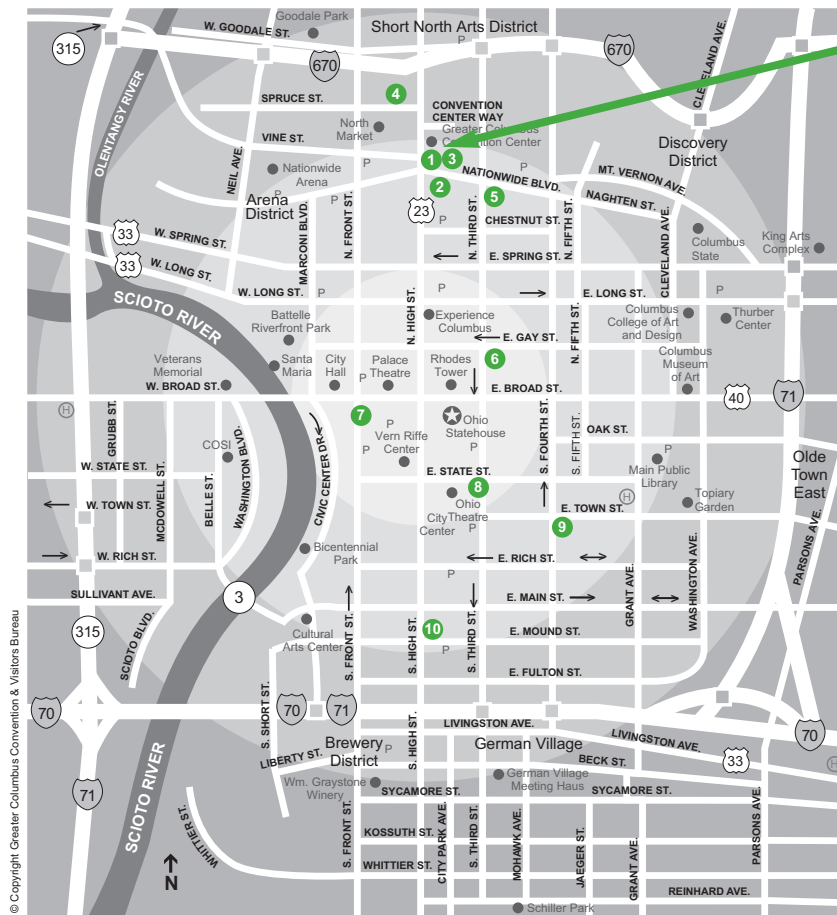 Goodale Park
W. GOODALE ST.
Short North Arts District
P
315
670
670
CLEVELAND AVE.
OLENTANGY RIVER
SPRUCE ST.
4
CONVENTION
CENTER WAY
North
Market
Greater Columbus
Convention Center
VINE ST.
Discovery
District
NEIL AVE.
Nationwide
Arena
P
P
1
3
2
NATIONWIDE BLVD.
P
MT. VERNON AVE.
NAGHTEN ST.
5
Arena
District
MARCONI BLVD.
N. FRONT ST.
23
P
N. THIRD ST.
CHESTNUT ST.
N. FIFTH ST.
CLEVELAND AVE.
Columbus
State
King Arts
Complex
33
W. SPRING ST.
33
W. LONG ST.
E. SPRING ST.
W. LONG ST.
P
P
E. LONG ST.
P
SCIOTO RIVER
Battelle
Riverfront Park
N. HIGH ST.
Experience
Columbus
N. FIFTH ST.
Columbus
College of Art
and Design
Thurber
Center
E. GAY ST.
Veterans
Memorial
Santa
Maria
City
Hall
P
Palace
Theatre
Rhodes
Tower
6
Columbus
Museum
of Art
W. BROAD ST.
E. BROAD ST.
40
71
H
GRUBB ST.
WASHINGTON BLVD.
CIVIC CENTER DR.
7
P
Vern Riffe
Center
Ohio
Statehouse
P
S. FOURTH ST.
S. FIFTH ST.
OAK ST.
COSI
P
Main Public
Library
Olde
Town
East
W. STATE ST.
E. STATE ST.
MCDOWELL ST.
BELLE ST.
8
W. TOWN ST.
Ohio
Theatre
City
Center
P
H
Topiary
Garden
E. TOWN ST.
9
PARSONS AVE.
W. RICH ST.
Bicentennial
Park
E. RICH ST.
P
GRANT AVE.
WASHINGTON AVE.
SULLIVANT AVE.
3
E. MAIN ST.
315
SCIOTO BLVD.
Cultural
Arts Center
S. FRONT ST.
S. HIGH ST.
10
P
S. THIRD ST.
E. MOUND ST.
E. FULTON ST.
70
S. SHORT ST.
70
71
S. HIGH ST.
LIVINGSTON AVE.
70
SCIOTO RIVER
LIBERTY ST.
Brewery
District
P
German Village
LIVINGSTON AVE.
33
BECK ST.
H
71
Wm. Graystone
Winery
German Village
Meeting Haus
SYCAMORE ST.
SYCAMORE ST.
WHITTIER ST.
S. FRONT ST.
KOSSUTH ST.
CITY PARK AVE.
S. THIRD ST.
MOHAWK AVE.
JAEGER ST.
GRANT AVE.
PARSONS AVE.
N
WHITTIER ST.
REINHARD AVE.
Schiller Park
© Copyright Greater Columbus Convention & Visitors Bureau